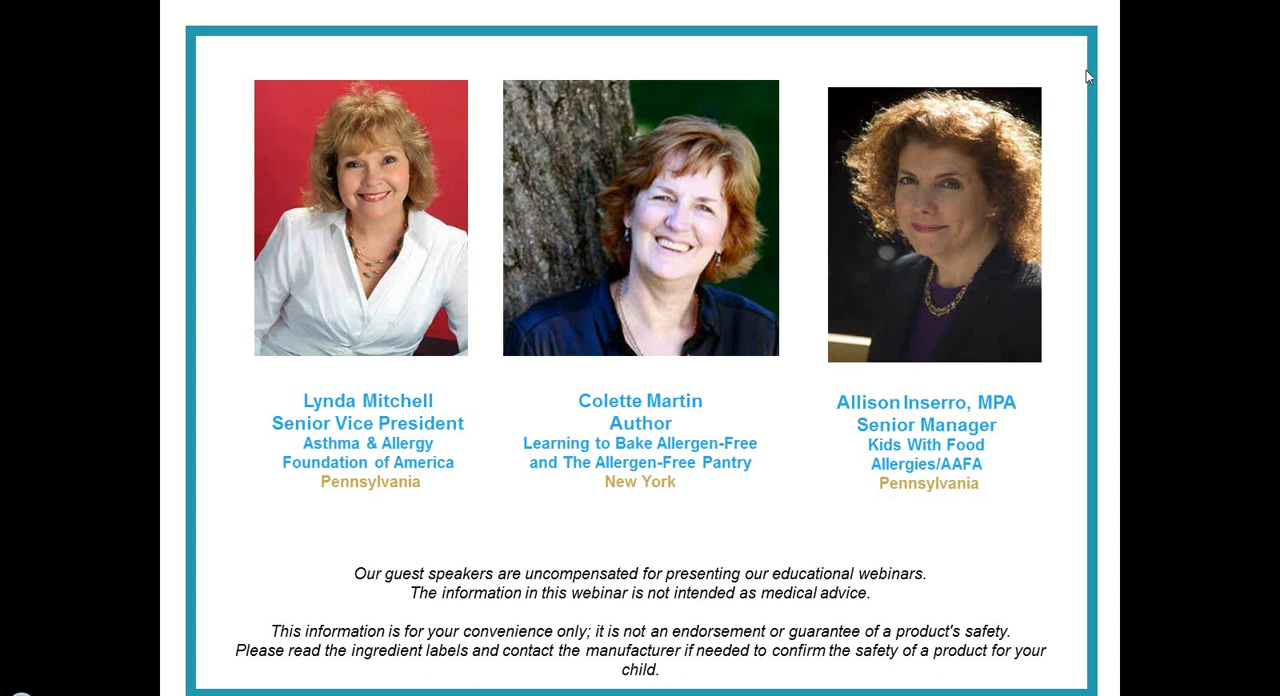 Lynda Mitchell
Senior Vice President
Asthma & Allergy
Foundation of America
Pennsylvania
Colette Martin
Author
Learning to Bake Allergen-Free
and The Allergen-Free Pantry
New York
Allison Inserro, MPA
Senior Manager
Kids With Food
Allergies/AAFA
Pennsylvania
Our guest speakers are uncompensated for presenting our educational webinars.
The information in this webinar is not intended as medical advice.
This information is for your convenience only; it is not an endorsement or guarantee of a product's safety.
Please read the ingredient labels and contact the manufacturer if needed to confirm the safety of a product for your
child.